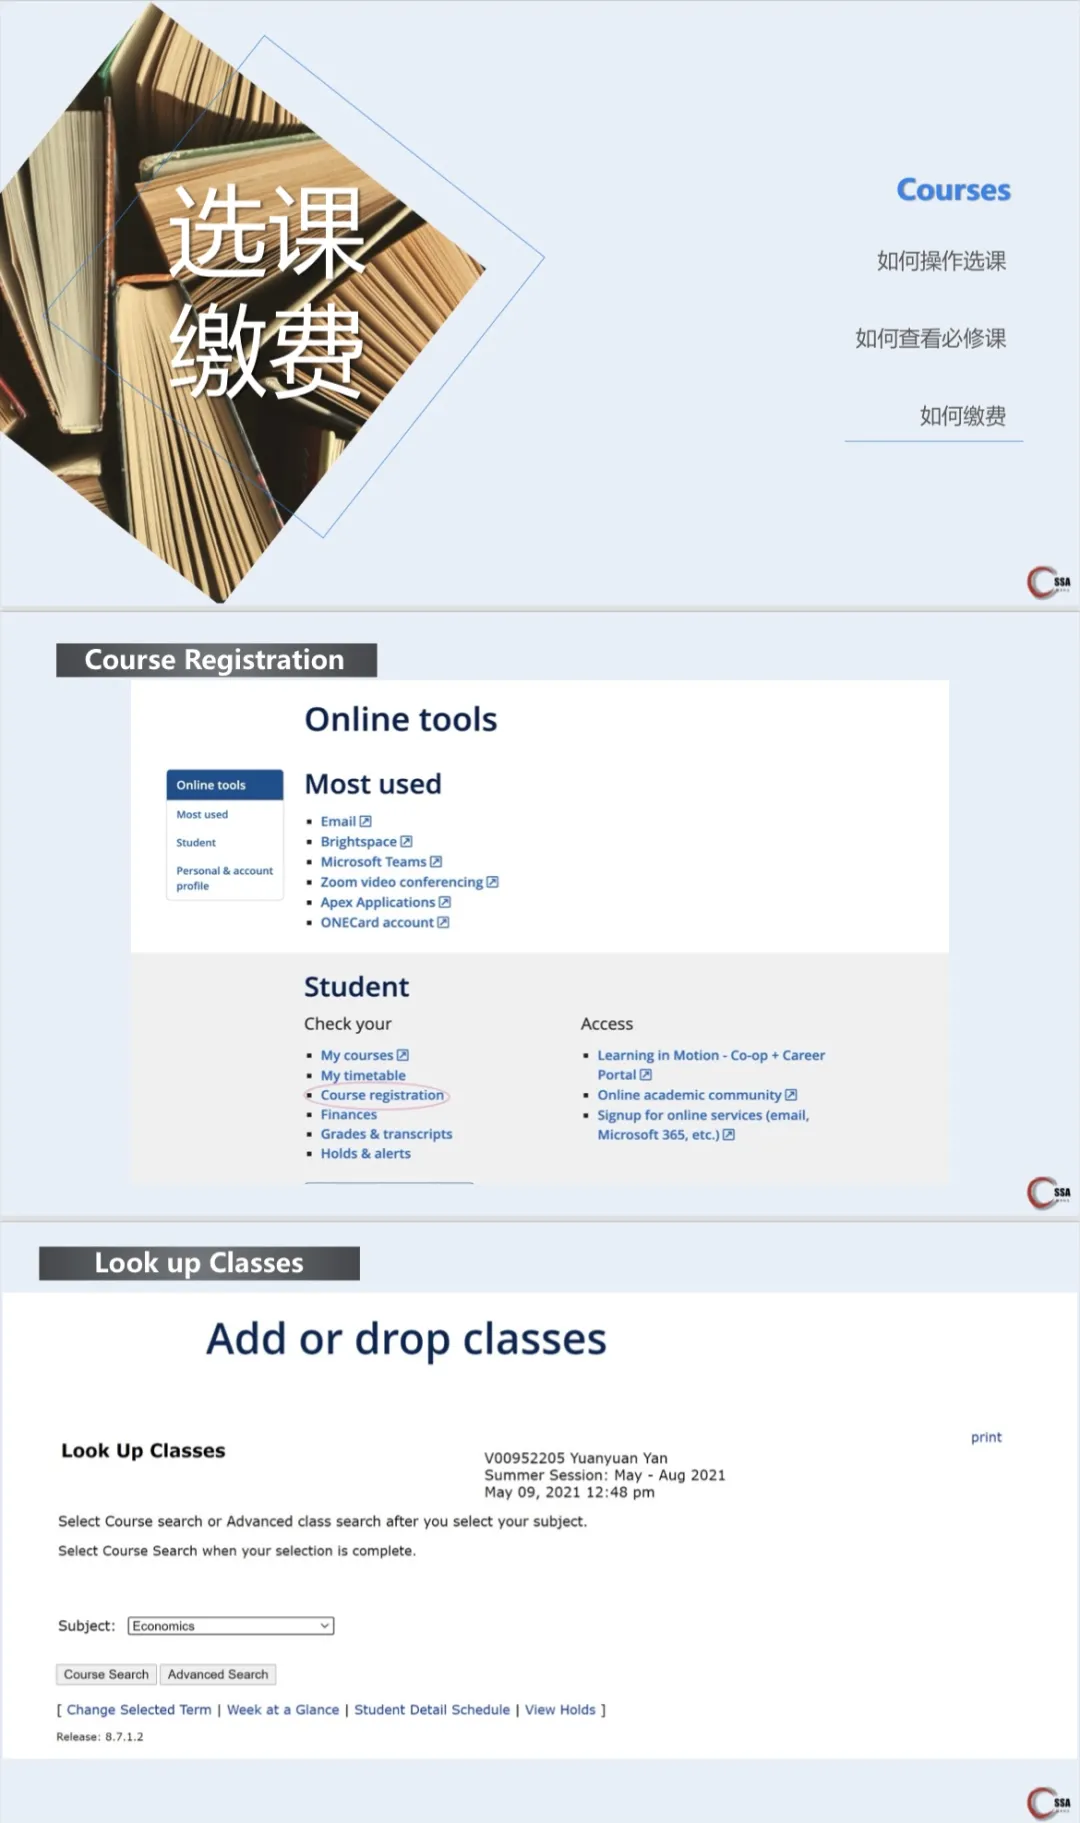 选课
缴费
Courses
如何操作选课
如何查看必修课
如何缴费
CSSA
Course Registration
Online tools
Online tools
Most used
Student
Personal & account
profile
Most used
Email
Brightspace
Microsoft Teams
Zoom video conferencing
Apex Applications
ONECard account
Student
Check your
My courses
My timetable
Course registration
Finances
Grades & transcripts
Holds & alerts
Access
Learning in Motion - Co-op + Career
Portal
Online academic community
Signup for online services (email,
Microsoft 365, etc.)
CSSA
Look up Classes
Add or drop classes
print
Look Up Classes
V00952205 Yuanyuan Yan
Summer Session: May - Aug 2021
May 09, 2021 12:48 pm
Select Course search or Advanced class search after you select your subject.
Select Course Search when your selection is complete.
Subject: Economics
Course Search Advanced Search
[ Change Selected Term | Week at a Glance | Student Detail Schedule | View Holds ]
Release: 8.7.1.2
CSSA